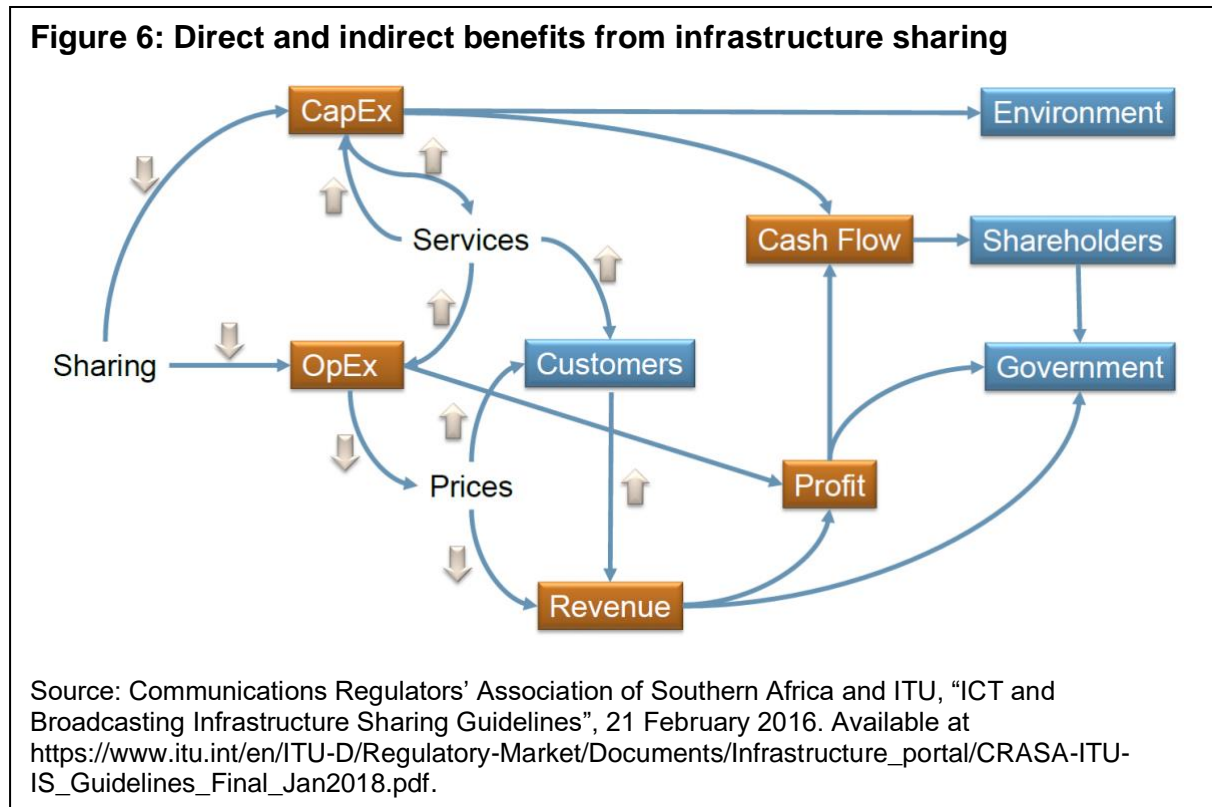 Figure 6: Direct and indirect benefits from infrastructure sharing
CapEx
Environment
Services
Cash Flow
Shareholders
Sharing
OpEx
Customers
Government
Prices
Profit
Revenue
Source: Communications Regulators’ Association of Southern Africa and ITU, “ICT and
Broadcasting Infrastructure Sharing Guidelines”, 21 February 2016. Available at
https://www.itu.int/en/ITU-D/Regulatory-Market/Documents/Infrastructure_portal/CRASA-ITU-
IS_Guidelines_Final_Jan2018.pdf.